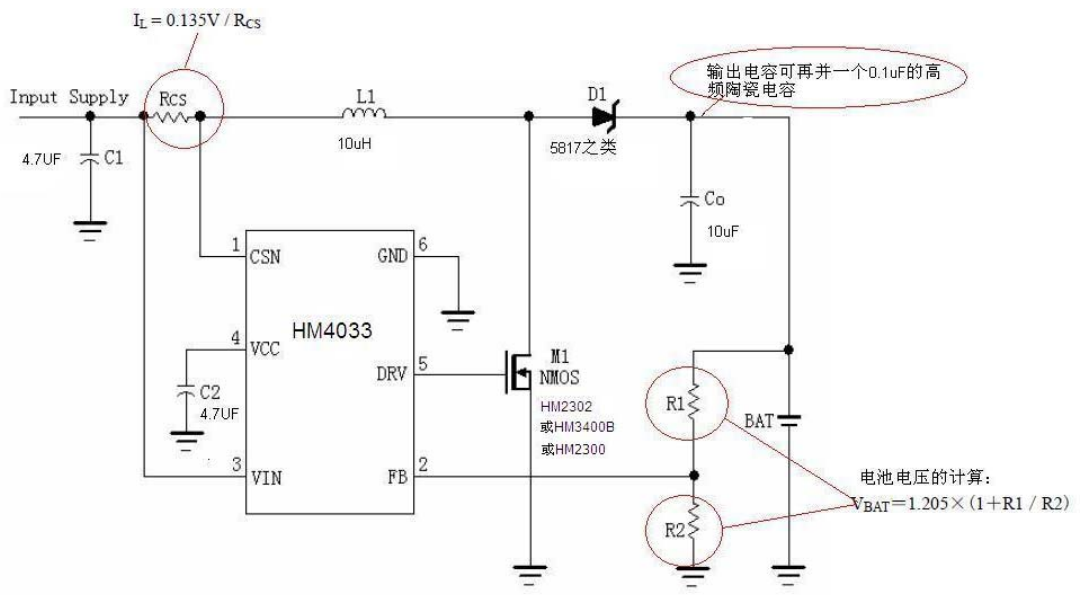 I_L = 0.135V / R_CS
输出电容可再并一个0.1uF的高
频陶瓷电容
Input Supply
RCS
L1
D1
10uH
5817之类
4.7UF
C1
Co
10uF
1
CSN
GND
6
HM4033
4
VCC
C2
4.7UF
DRV
5
M1
NMOS
HM2302
或HM3400B
或HM2300
R1
BAT
3
VIN
FB
2
电池电压的计算：
V_BAT＝1.205×(1＋R1 / R2)
R2